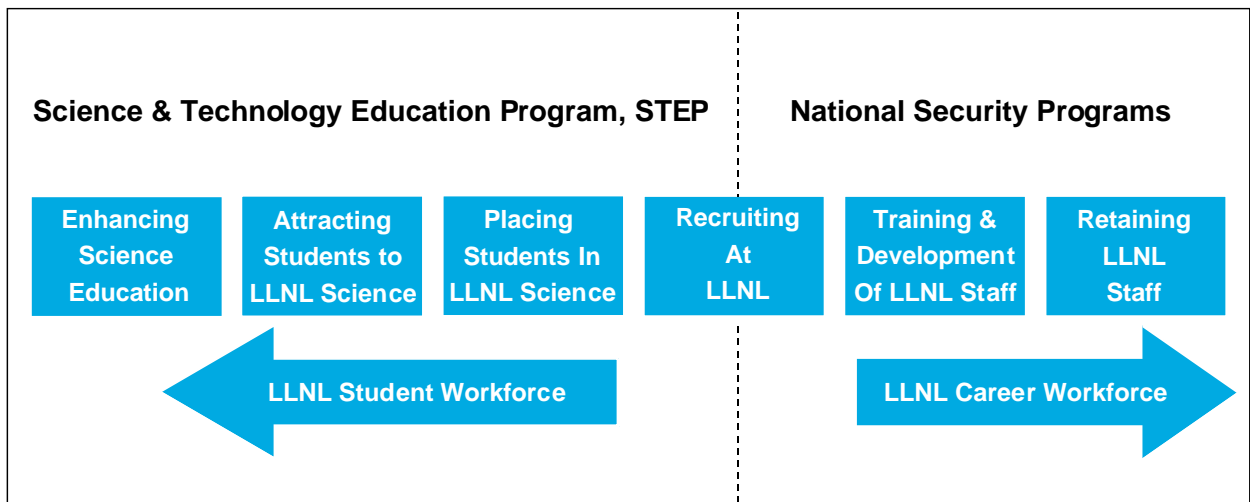 Science & Technology Education Program, STEP
National Security Programs
Enhancing
Science
Education
Attracting
Students to
LLNL Science
Placing
Students In
LLNL Science
Recruiting
At
LLNL
Training &
Development
Of LLNL Staff
Retaining
LLNL
Staff
LLNL Student Workforce
LLNL Career Workforce